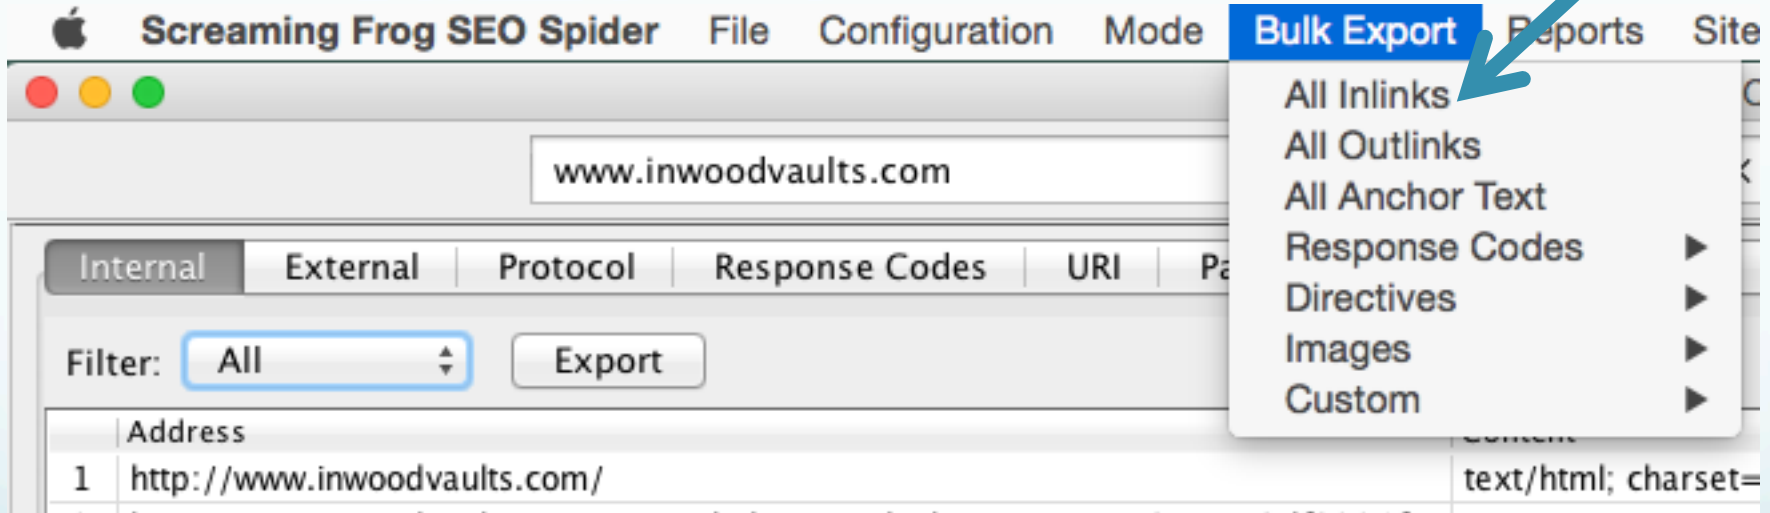 Screaming Frog SEO Spider File Configuration Mode Bulk Export Reports Site
All Inlinks
www.inwoodvaults.com
All Outlinks
All Anchor Text
Internal External Protocol Response Codes URI
Response Codes
Directives
Filter: All Export
Images
Custom
Address Content
1 http://www.inwoodvaults.com/ text/html; charset=